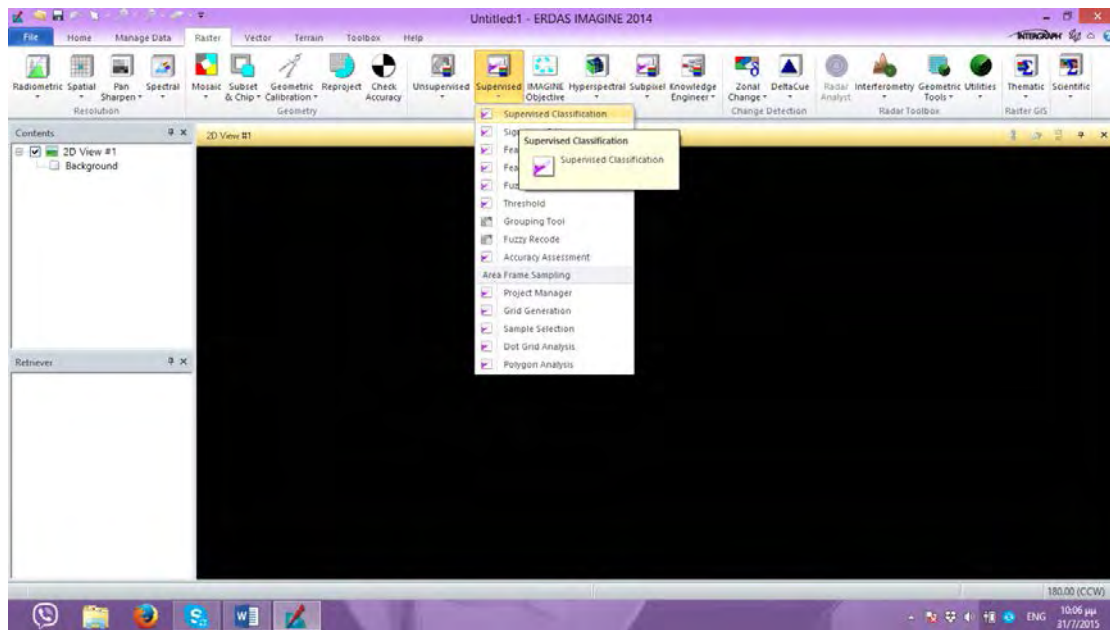 Untitled:1 - ERDAS IMAGINE 2014
File Home Manage Data Raster Vector Terrain Toolbox Help
INTERGRAPH
Radiometric Spatial Pan Sharpen Spectral Mosaic Subset & Chip Geometric Calibration Reproject Check Accuracy Unsupervised Supervised IMAGINE Objective Hyperspectral Subpixel Knowledge Engineer Zonal Change DeltaCue Radar Analyst Interferometry Geometric Tools Utilities Thematic Scientific
Resolution Geometry Change Detection Radar Toolbox Raster GIS
Contents
2D View #1
Background
2D View #1
Supervised Classification
Supervised Classification
Supervised Classification
Threshold
Grouping Tool
Fuzzy Recode
Accuracy Assessment
Area Frame Sampling
Project Manager
Grid Generation
Sample Selection
Dot Grid Analysis
Polygon Analysis
Retriever
180.00 (CCW)
ENG
10:06 μμ
31/7/2015